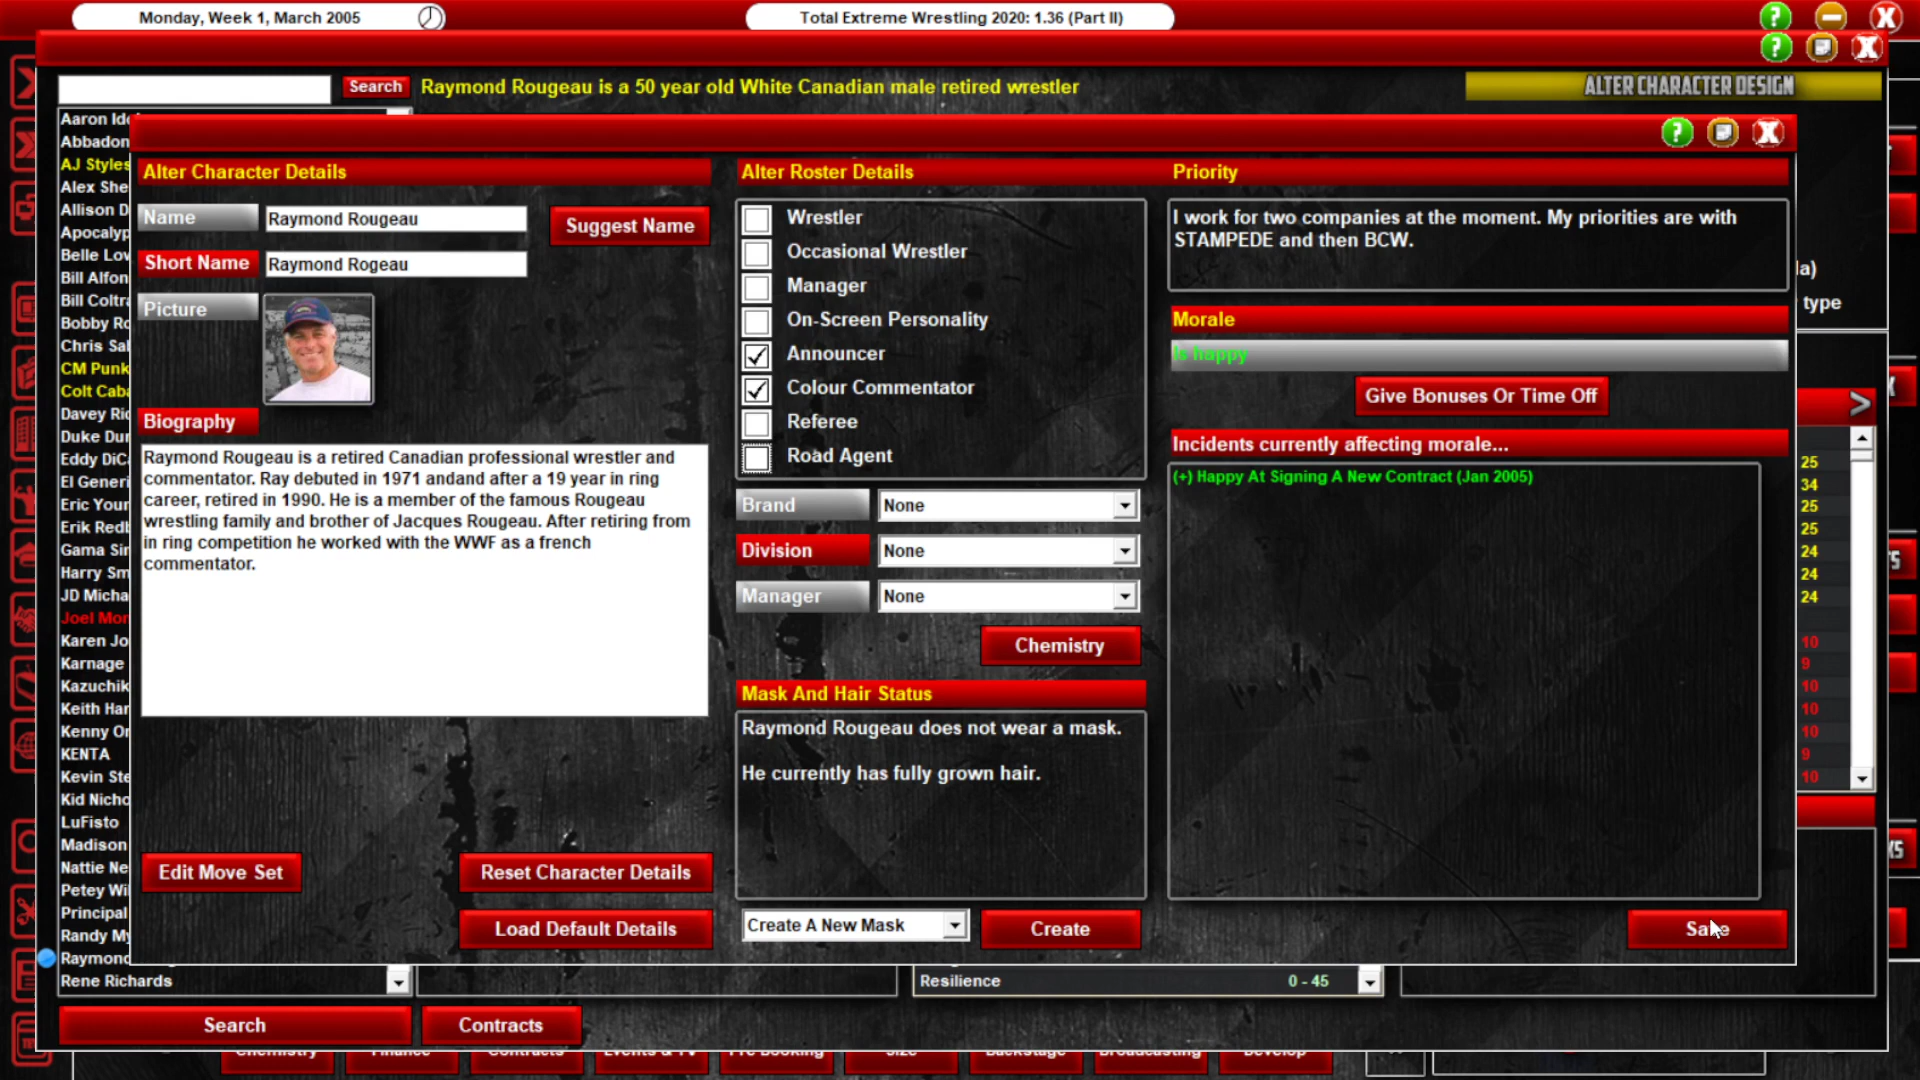 Monday, Week 1, March 2005
Total Extreme Wrestling 2020: 1.36 (Part II)
Search
Raymond Rougeau is a 50 year old White Canadian male retired wrestler
ALTER CHARACTER DESIGN
Aaron
Abbadon
AJ Styles
Alex
Allison
Belle
Bill
Bill
Bobby
Chris
CM Punk
Colt
Davey
Duke
Eddy
El
Eric
Erik
Gama
Harry
JD
Joel
Karen
Karnage
Keith
Kenny
KENTA
Kevin
Kid
LuFisto
Madison
Nattie
Petey
Principal
Randy
Rene Richards
Alter Character Details
Name
Raymond Rougeau
Suggest Name
Short Name
Raymond Rogeau
Picture
Biography
Raymond Rougeau is a retired Canadian professional wrestler and
commentator. Ray debuted in 1971 andand after a 19 year in ring
career, retired in 1990. He is a member of the famous Rougeau
wrestling family and brother of Jacques Rougeau. After retiring from
in ring competition he worked with the WWF as a french
commentator.
Edit Move Set
Reset Character Details
Load Default Details
Alter Roster Details
Wrestler
Occasional Wrestler
Manager
On-Screen Personality
Announcer
Colour Commentator
Referee
Road Agent
Brand
None
Division
None
Manager
None
Chemistry
Mask And Hair Status
Raymond Rougeau does not wear a mask.
He currently has fully grown hair.
Create A New Mask
Create
Priority
I work for two companies at the moment. My priorities are with
STAMPEDE and then BCW.
Morale
Is happy
Give Bonuses Or Time Off
Incidents currently affecting morale...
(+) Happy At Signing A New Contract (Jan 2005)
Save
type
25
34
25
25
24
24
24
10
9
10
10
10
9
10
Resilience
0 - 45
Search
Contracts
Chemistry
Finance
Contracts
Events & TV
Pre Booking
Size
Backstage
Broadcasting
Develop